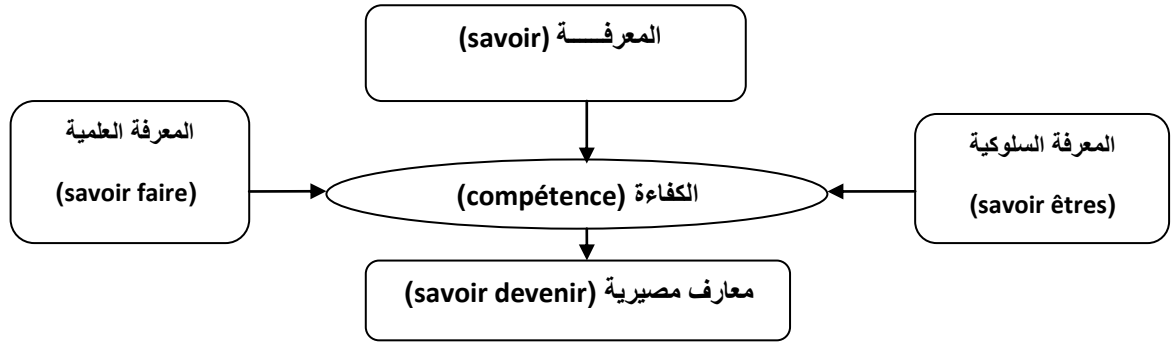 المعرفـــــة (savoir)
المعرفة العلمية
(savoir faire)
المعرفة السلوكية
(savoir êtres)
الكفاءة (compétence)
معارف مصيرية (savoir devenir)